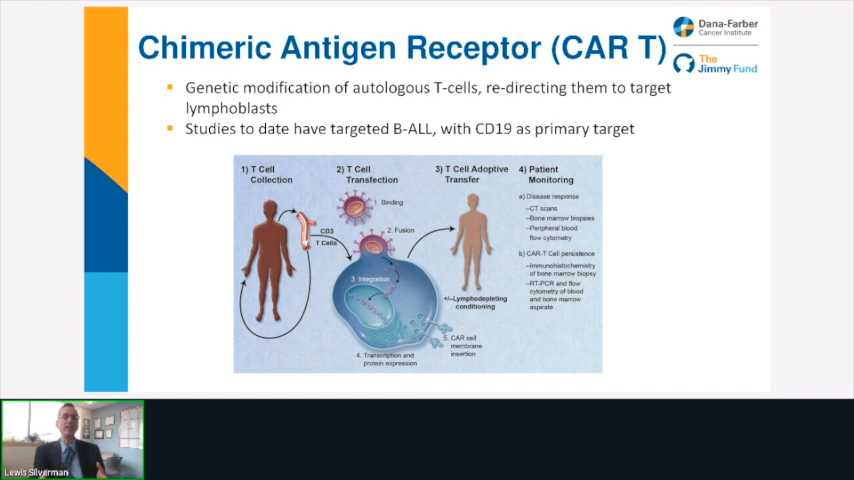 Chimeric Antigen Receptor (CAR T)
Dana-Farber
Cancer Institute
The
Jimmy Fund
Genetic modification of autologous T-cells, re-directing them to target
lymphoblasts
Studies to date have targeted B-ALL, with CD19 as primary target
1) T Cell
Collection
2) T Cell
Transfection
3) T Cell Adoptive
Transfer
4) Patient
Monitoring
1. Binding
2. Fusion
CD3
T Cells
3. Integration
4. Transcription and
protein expression
5. CAR cell
membrane
insertion
+/–Lymphodepleting
conditioning
a) Disease response
–CT scans
–Bone marrow biopsies
–Peripheral blood
flow cytometry
b) CAR-T Cell persistence
–Immunohistochemistry
of bone marrow biopsy
–RT-PCR and flow
cytometry of blood
and bone marrow
aspirate
Lewis Silverman